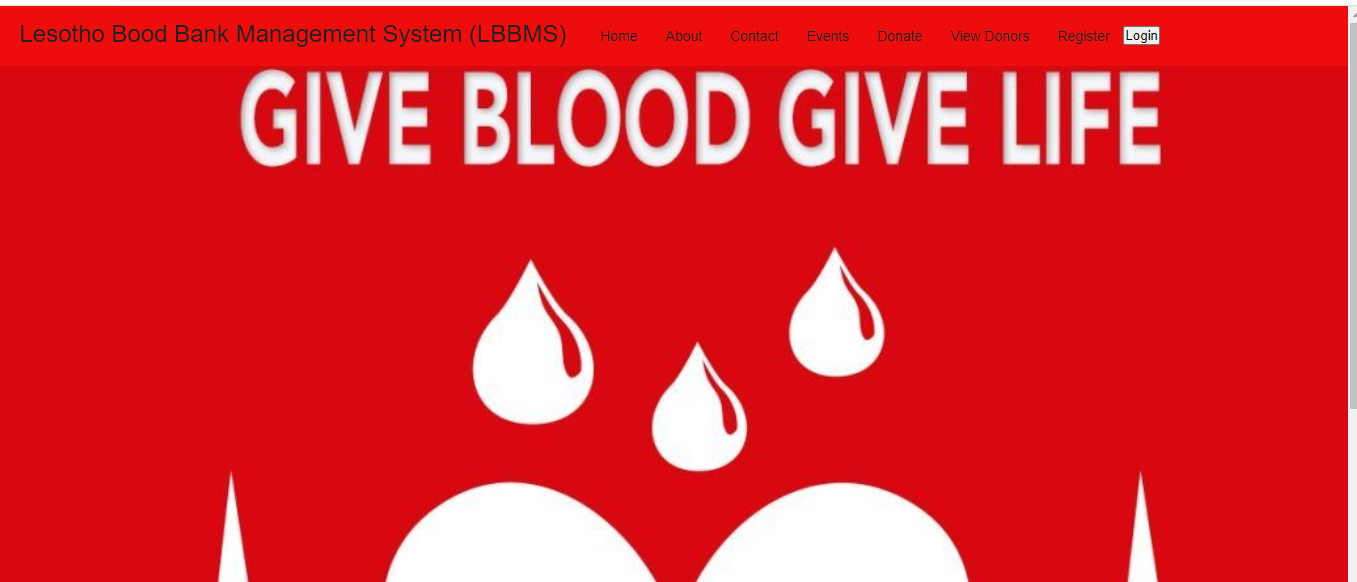 Lesotho Bood Bank Management System (LBBMS) Home About Contact Events Donate View Donors Register Login
GIVE BLOOD GIVE LIFE